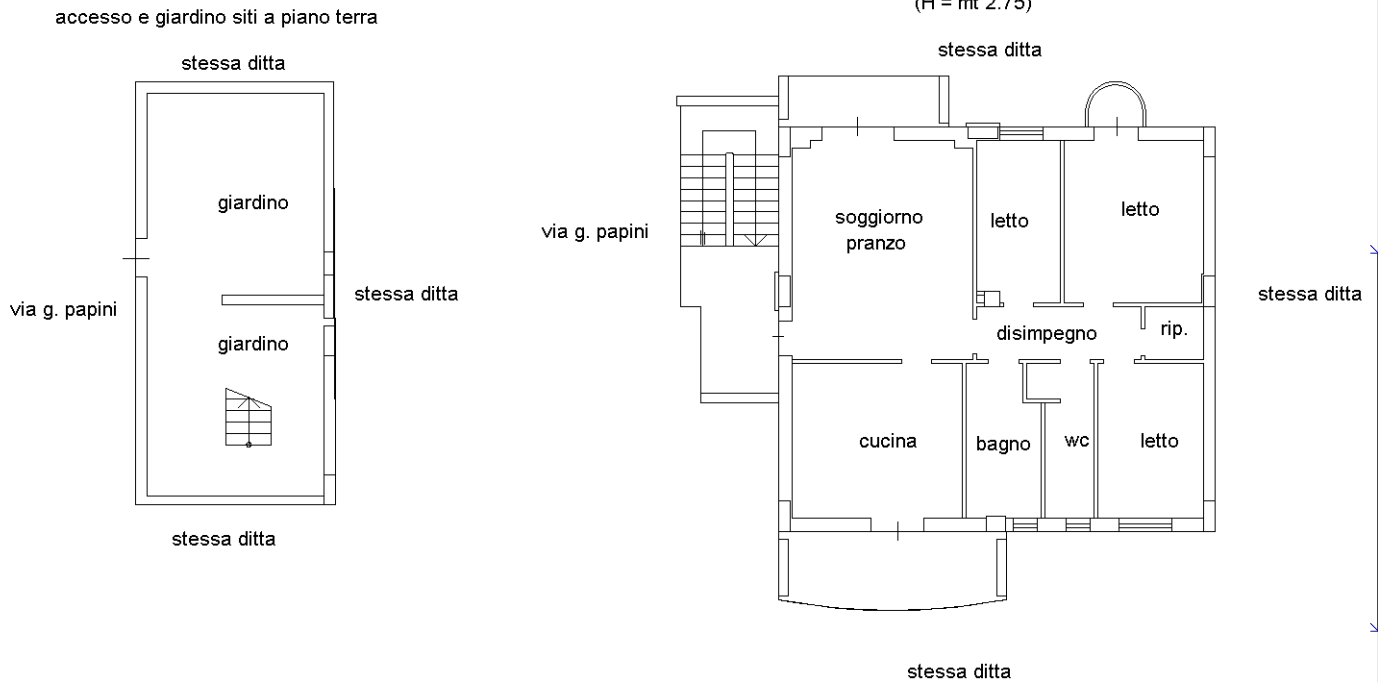 accesso e giardino siti a piano terra
stessa ditta
giardino
via g. papini
stessa ditta
giardino
stessa ditta
(H = mt 2.75)
stessa ditta
via g. papini
soggiorno
pranzo
letto
letto
stessa ditta
disimpegno
rip.
cucina
bagno
wc
letto
stessa ditta